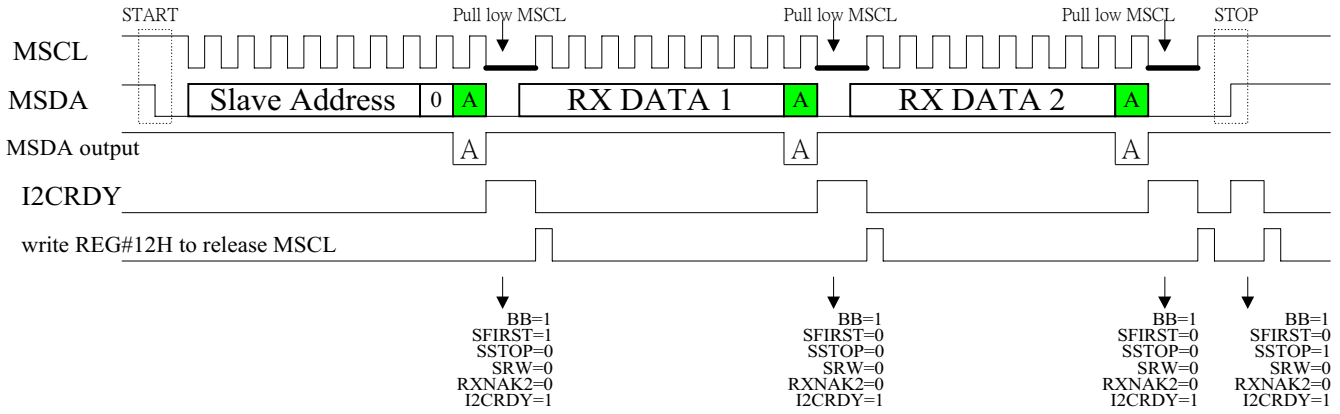 START Pull low MSCL Pull low MSCL Pull low MSCL STOP
MSCL
MSDA Slave Address 0 A RX DATA 1 A RX DATA 2 A
MSDA output A A A
I2CRDY
write REG#12H to release MSCL
BB=1 BB=1 BB=1 BB=1
SFIRST=1 SFIRST=0 SFIRST=0 SFIRST=0
SSTOP=0 SSTOP=0 SSTOP=0 SSTOP=1
SRW=0 SRW=0 SRW=0 SRW=0
RXNAK2=0 RXNAK2=0 RXNAK2=0 RXNAK2=0
I2CRDY=1 I2CRDY=1 I2CRDY=1 I2CRDY=1